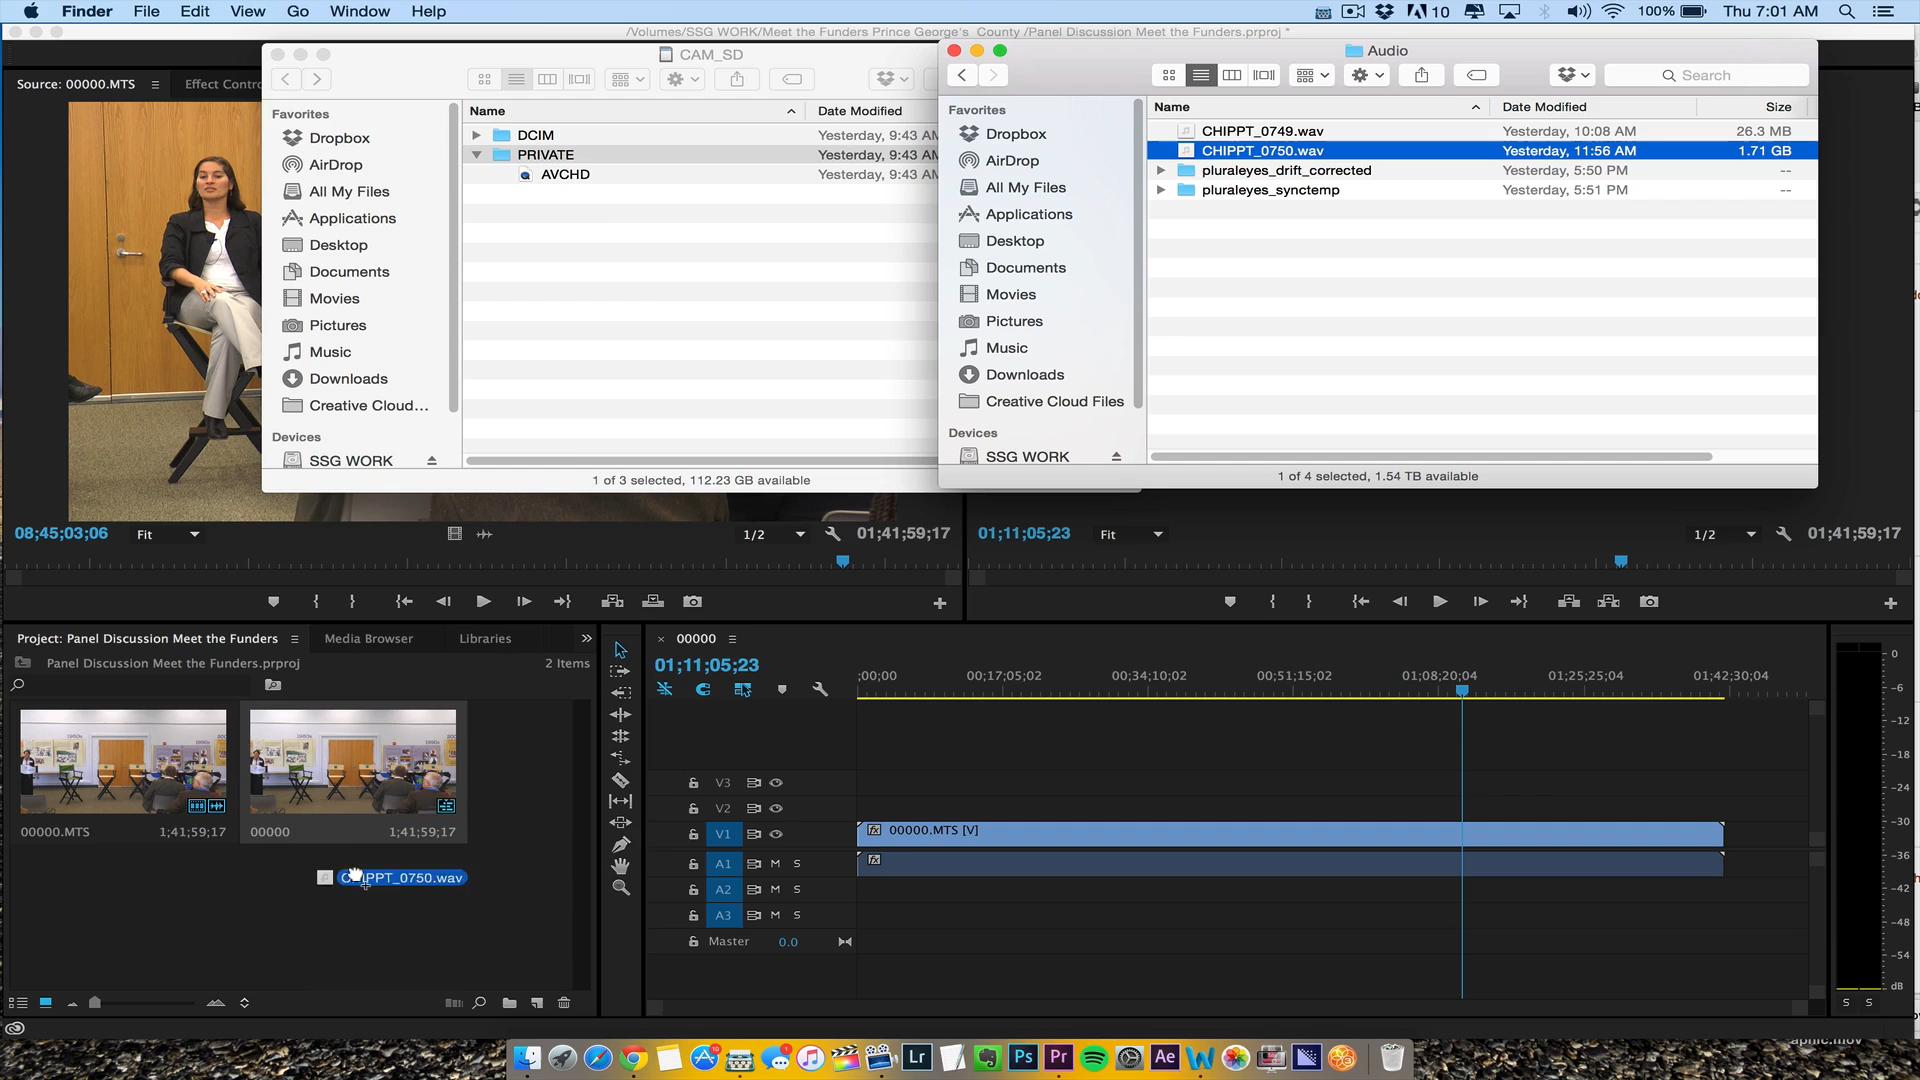 Finder File Edit View Go Window Help
10
100%
Thu 7:01 AM
/Volumes/SSG WORK/Meet the Funders Prince George's County /Panel Discussion Meet the Funders.prproj *
Source: 00000.MTS
Effect Contro
CAM_SD
Favorites
Dropbox
AirDrop
All My Files
Applications
Desktop
Documents
Movies
Pictures
Music
Downloads
Creative Cloud...
Devices
SSG WORK
Name Date Modified
DCIM Yesterday, 9:43 AM
PRIVATE Yesterday, 9:43 AM
AVCHD Yesterday, 9:43 AM
1 of 3 selected, 112.23 GB available
Audio
Search
Favorites
Dropbox
AirDrop
All My Files
Applications
Desktop
Documents
Movies
Pictures
Music
Downloads
Creative Cloud Files
Devices
SSG WORK
Name Date Modified Size
CHIPPT_0749.wav Yesterday, 10:08 AM 26.3 MB
CHIPPT_0750.wav Yesterday, 11:56 AM 1.71 GB
pluraleyes_drift_corrected Yesterday, 5:50 PM --
pluraleyes_synctemp Yesterday, 5:51 PM --
1 of 4 selected, 1.54 TB available
08;45;03;06 Fit 1/2 01;41;59;17
01;11;05;23 Fit 1/2 01;41;59;17
Project: Panel Discussion Meet the Funders Media Browser Libraries
Panel Discussion Meet the Funders.prproj 2 Items
00000.MTS 1;41;59;17
00000 1;41;59;17
CHIPPT_0750.wav
00000
01;11;05;23
;00;00 00;17;05;02 00;34;10;02 00;51;15;02 01;08;20;04 01;25;25;04 01;42;30;04
V3
V2
V1 00000.MTS [V]
A1 M S
A2 M S
A3 M S
Master 0.0
0
-6
-12
-18
-24
-30
-36
-42
-48
-54
dB
S S
Lr Ps Pr Ae